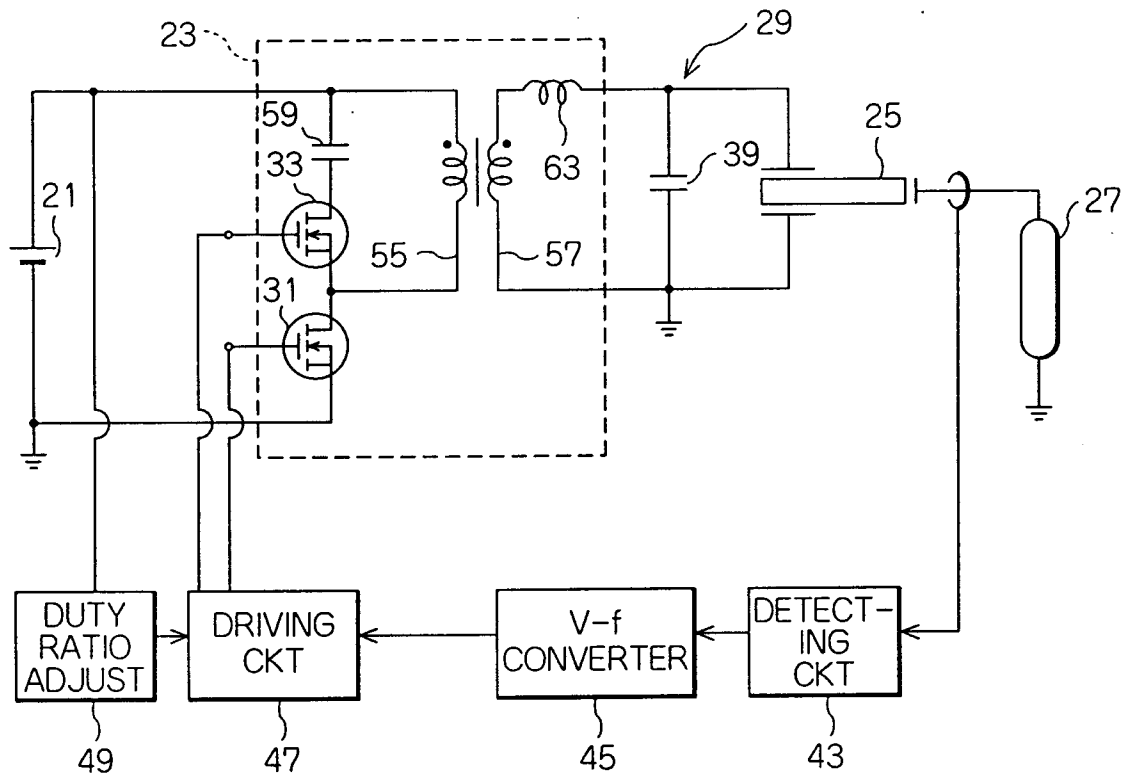 23
29
59
33
63
39
25
21
27
55
57
31
DUTY
RATIO
ADJUST
DRIVING
CKT
V-f
CONVERTER
DETECT-
ING
CKT
49
47
45
43